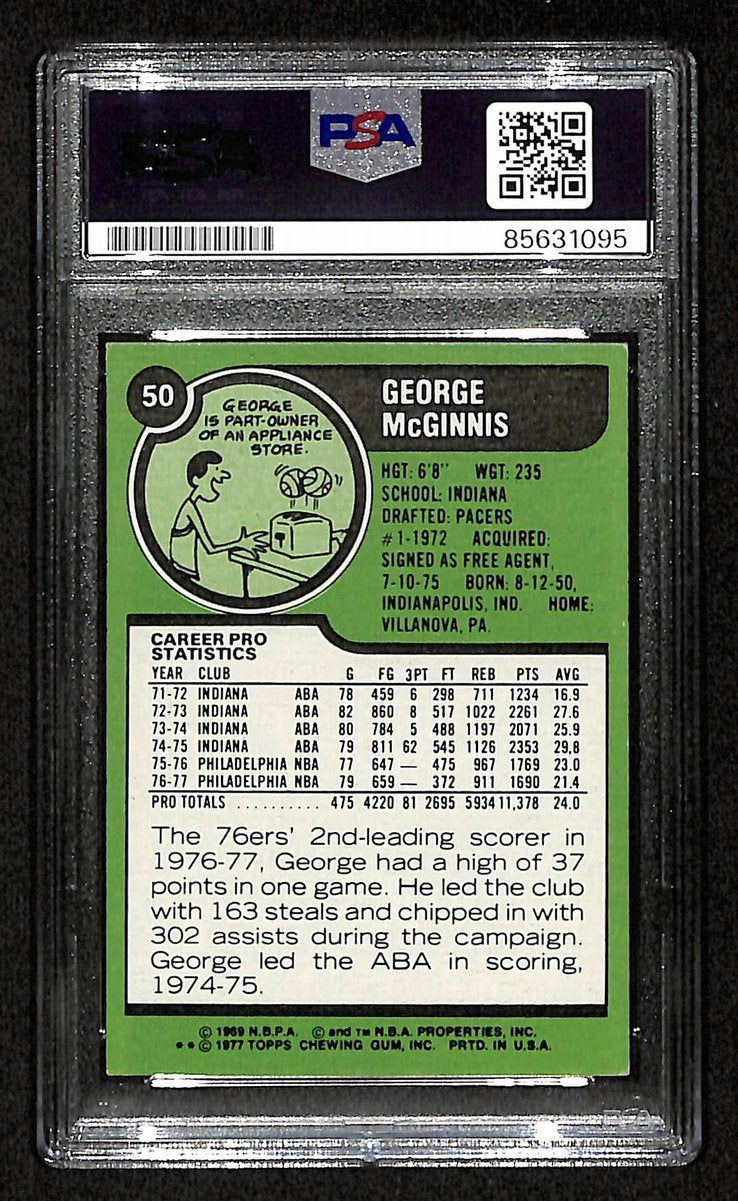 PSA
85631095
50
GEORGE
IS PART-OWNER
OF AN APPLIANCE
STORE.
GEORGE
McGINNIS
HGT: 6'8" WGT: 235
SCHOOL: INDIANA
DRAFTED: PACERS
#1-1972 ACQUIRED:
SIGNED AS FREE AGENT,
7-10-75 BORN: 8-12-50,
INDIANAPOLIS, IND. HOME:
VILLANOVA, PA.
CAREER PRO
STATISTICS
YEAR CLUB G FG 3PT FT REB PTS AVG
71-72 INDIANA ABA 78 459 6 298 711 1234 16.9
72-73 INDIANA ABA 82 860 8 517 1022 2261 27.6
73-74 INDIANA ABA 80 784 5 488 1197 2071 25.9
74-75 INDIANA ABA 79 811 62 545 1126 2353 29.8
75-76 PHILADELPHIA NBA 77 647 — 475 967 1769 23.0
76-77 PHILADELPHIA NBA 79 659 — 372 911 1690 21.4
PRO TOTALS .......... 475 4220 81 2695 5934 11,378 24.0
The 76ers' 2nd-leading scorer in
1976-77, George had a high of 37
points in one game. He led the club
with 163 steals and chipped in with
302 assists during the campaign.
George led the ABA in scoring,
1974-75.
© 1969 N.B.P.A. © and TM N.B.A. PROPERTIES, INC.
**© 1977 TOPPS CHEWING GUM, INC. PRTD. IN U.S.A.